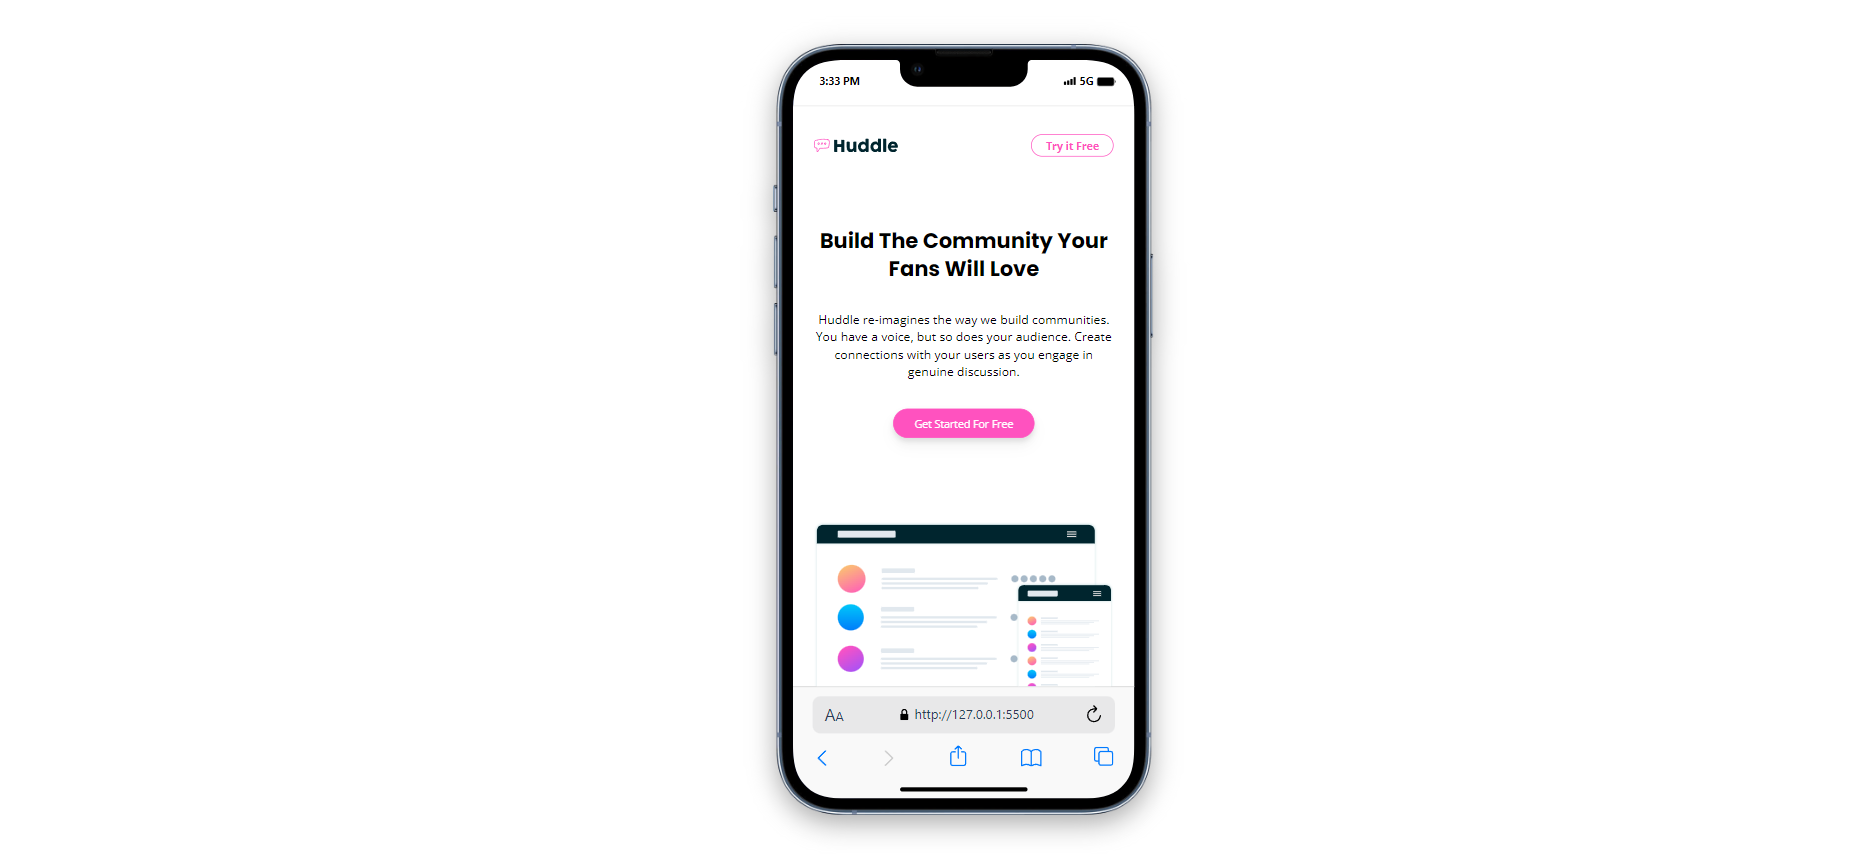 3:33 PM 5G
Huddle Try it Free
Build The Community Your
Fans Will Love
Huddle re-imagines the way we build communities.
You have a voice, but so does your audience. Create
connections with your users as you engage in
genuine discussion.
Get Started For Free
AA http://127.0.0.1:5500